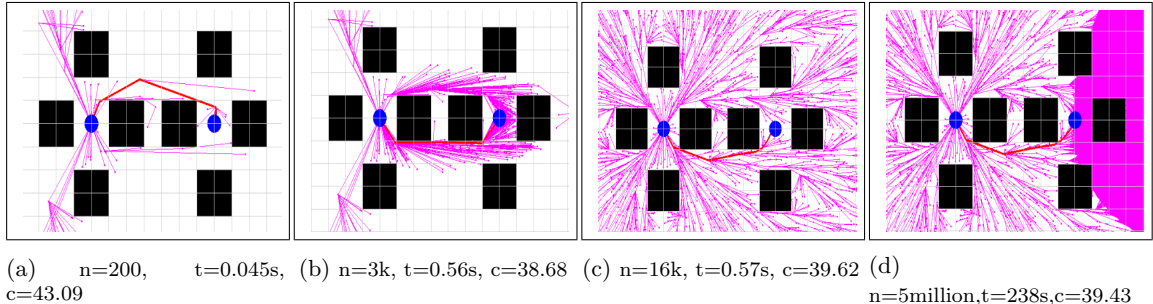 (a) n=200, t=0.045s,
c=43.09
(b) n=3k, t=0.56s, c=38.68
(c) n=16k, t=0.57s, c=39.62
(d)
n=5million,t=238s,c=39.43